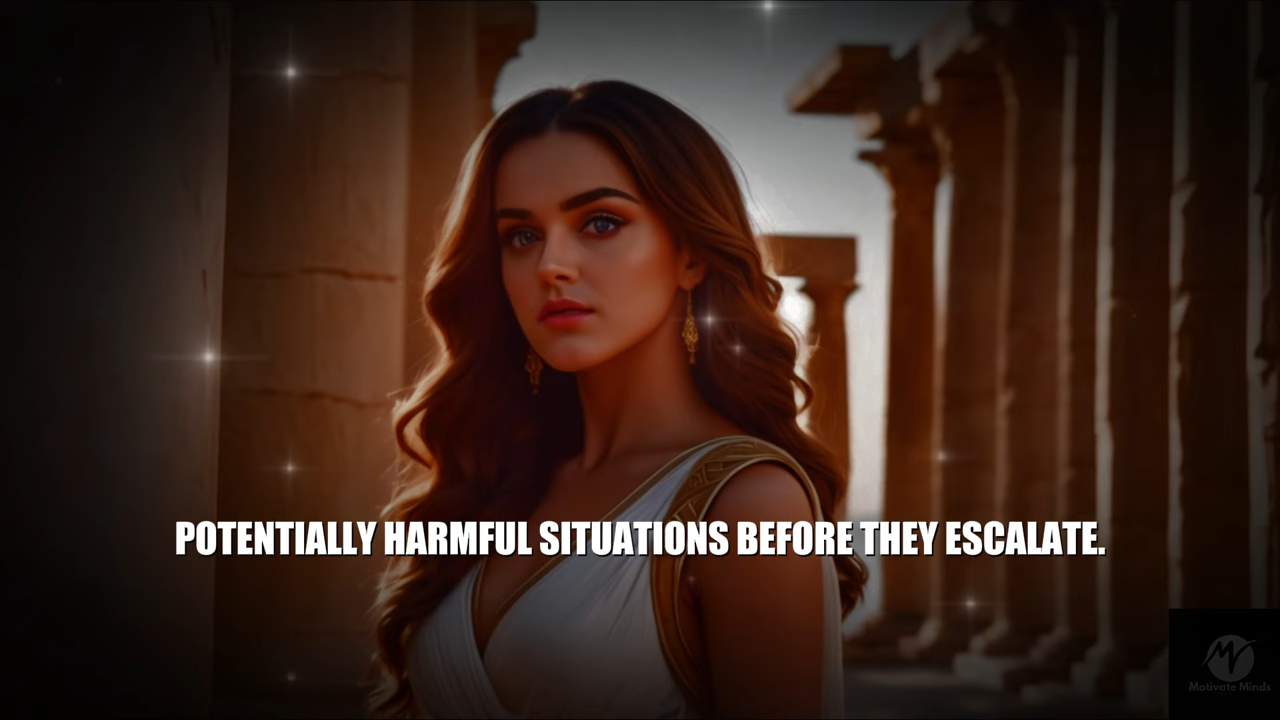 POTENTIALLY HARMFUL SITUATIONS BEFORE THEY ESCALATE.
Motivate Minds